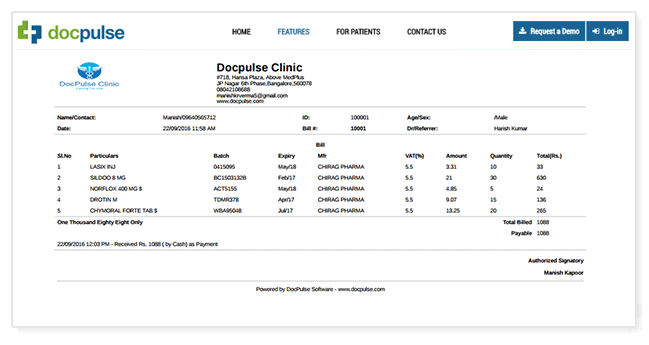 docpulse
HOME FEATURES FOR PATIENTS CONTACT US Request a Demo Log-in
DocPulse Clinic
Docpulse Clinic
#718, Hansa Plaza, Above MedPlus
JP Nagar 6th Phase,Bangalore,560078
08042108688
manishkrverma5@gmail.com
www.docpulse.com
Name/Contact: Manish/09640565712 ID: 100001 Age/Sex: /Male
Date: 22/09/2016 11:58 AM Bill #: 10001 Dr/Referrer: Harish Kumar
Bill
Sl.No Particulars Batch Expiry Mfr VAT(%) Amount Quantity Total(Rs.)
1 LASIX INJ 0415095 May/18 CHIRAG PHARMA 5.5 3.31 10 33
2 SILDOO 8 MG BC1503132B Feb/17 CHIRAG PHARMA 5.5 21 30 630
3 NORFLOX 400 MG $ ACT5155 May/18 CHIRAG PHARMA 5.5 4.85 5 24
4 DROTIN M TDMR378 Apr/17 CHIRAG PHARMA 5.5 9.07 15 136
5 CHYMORAL FORTE TAB $ WBA95048 Jul/17 CHIRAG PHARMA 5.5 13.25 20 265
One Thousand Eighty Eight Only Total Billed 1088
Payable 1088
22/09/2016 12:03 PM - Received Rs. 1088 ( by Cash) as Payment
Authorized Signatory
Manish Kapoor
Powered by DocPulse Software - www.docpulse.com